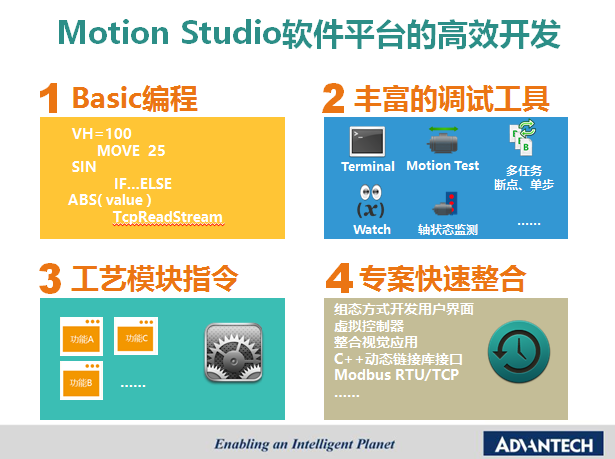 Motion Studio软件平台的高效开发
1 Basic编程
VH=100
MOVE 25
SIN
IF...ELSE
ABS( value )
TcpReadStream
2 丰富的调试工具
Terminal
Motion Test
多任务
断点、单步
(x)
Watch
轴状态监测
......
3 工艺模块指令
功能A
功能C
功能B
......
4 专案快速整合
组态方式开发用户界面
虚拟控制器
整合视觉应用
C++动态链接库接口
Modbus RTU/TCP
......
Enabling an Intelligent Planet
ADVANTECH